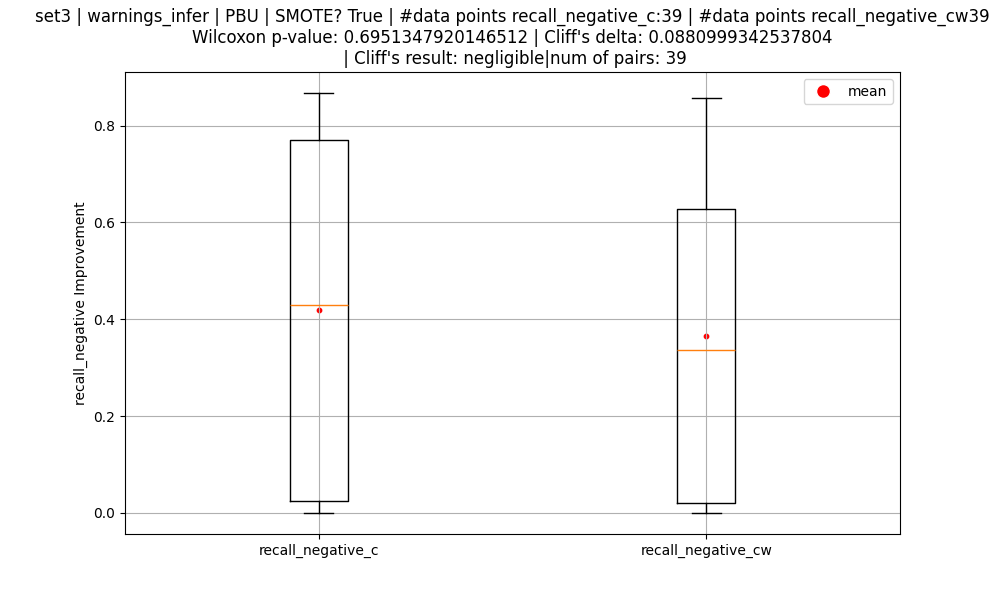 set3 | warnings_infer | PBU | SMOTE? True | #data points recall_negative_c:39 | #data points recall_negative_cw39
Wilcoxon p-value: 0.6951347920146512 | Cliff's delta: 0.0880999342537804
| Cliff's result: negligible|num of pairs: 39
mean
0.8
0.6
0.4
0.2
0.0
recall_negative Improvement
recall_negative_c
recall_negative_cw